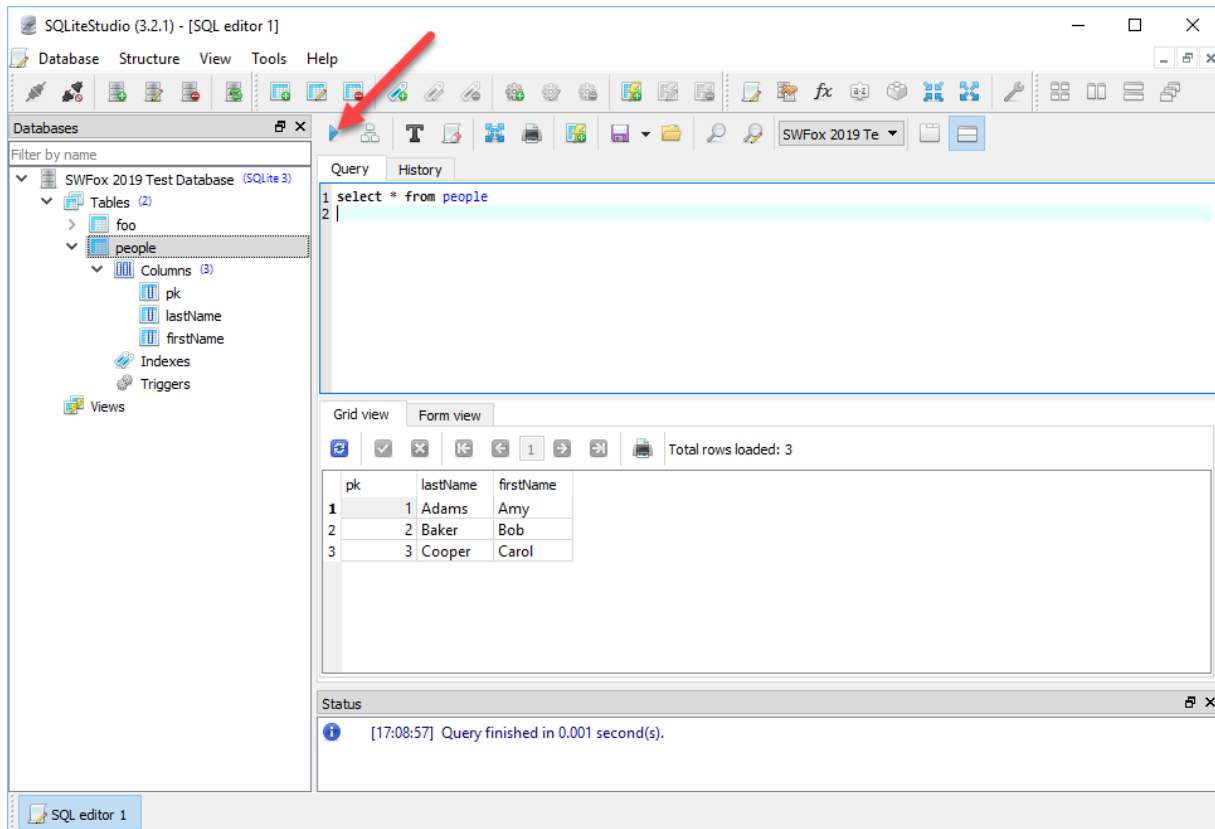 SQLiteStudio (3.2.1) - [SQL editor 1]
Database Structure View Tools Help
Databases
Filter by name
SWFox 2019 Test Database (SQLite 3)
Tables (2)
foo
people
Columns (3)
pk
lastName
firstName
Indexes
Triggers
Views
SWFox 2019 Te
Query History
1 select * from people
2
Grid view Form view
1 Total rows loaded: 3
pk lastName firstName
1 1 Adams Amy
2 2 Baker Bob
3 3 Cooper Carol
Status
[17:08:57] Query finished in 0.001 second(s).
SQL editor 1